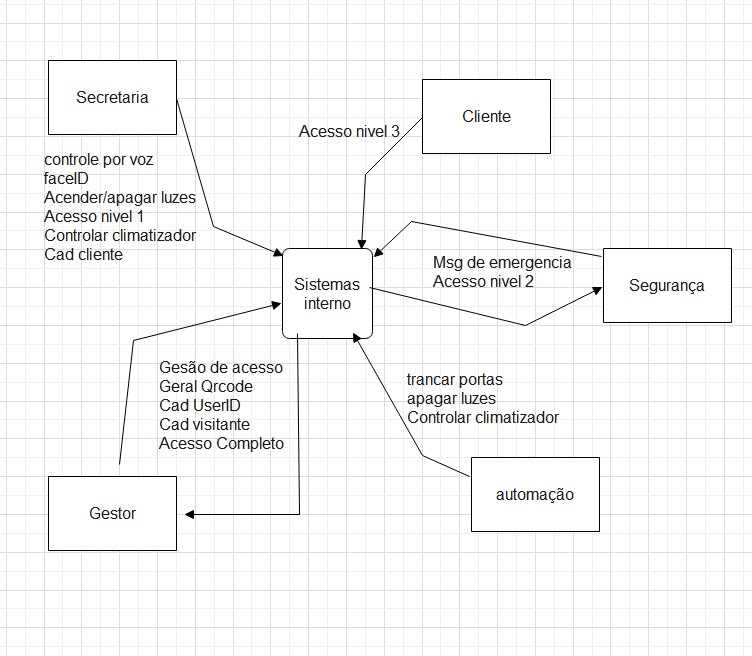 Secretaria
Cliente
Acesso nivel 3
controle por voz
faceID
Acender/apagar luzes
Acesso nivel 1
Controlar climatizador
Cad cliente
Sistemas
interno
Msg de emergencia
Acesso nivel 2
Segurança
Gesão de acesso
Geral Qrcode
Cad UserID
Cad visitante
Acesso Completo
trancar portas
apagar luzes
Controlar climatizador
Gestor
automação